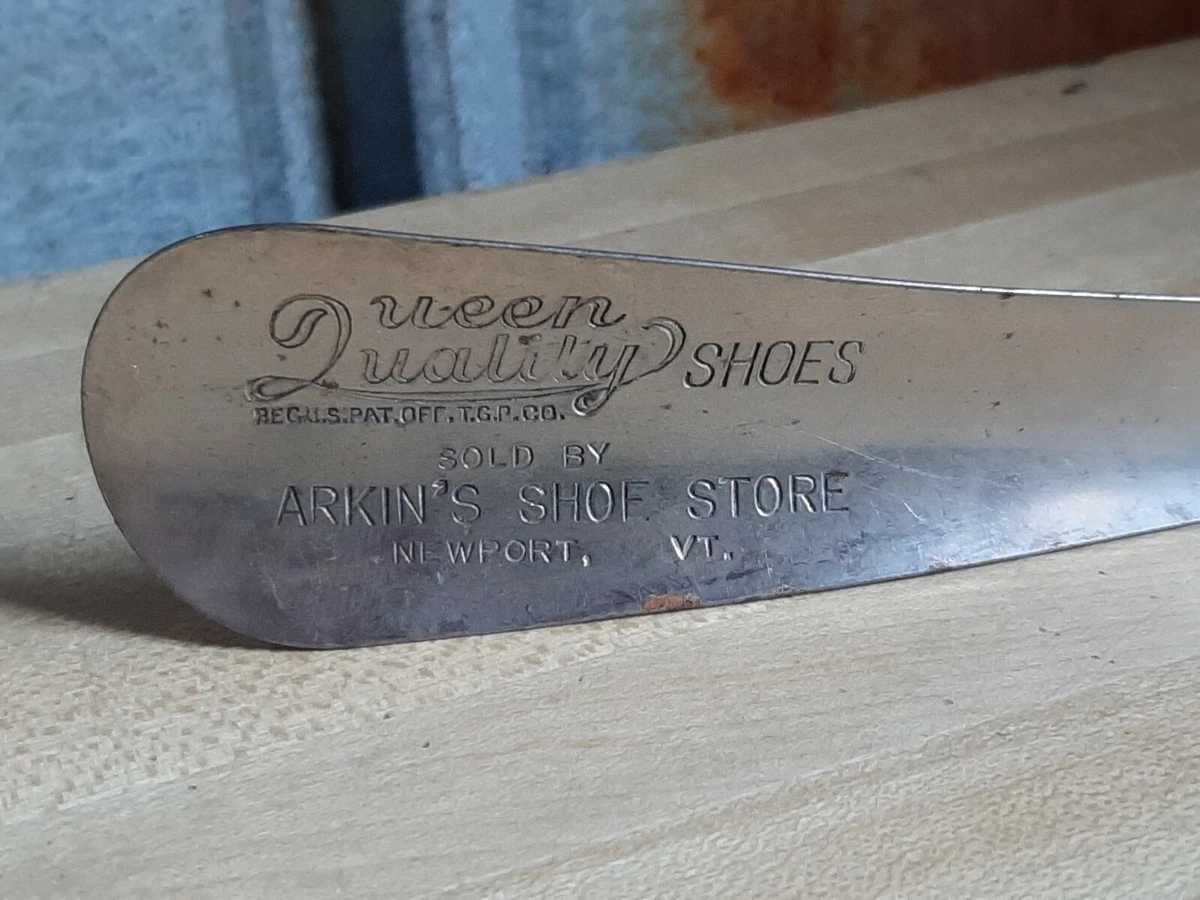 Queen
Quality SHOES
REG.U.S.PAT.OFF. T.G.P.CO.
SOLD BY
ARKIN'S SHOE STORE
NEWPORT, VT.